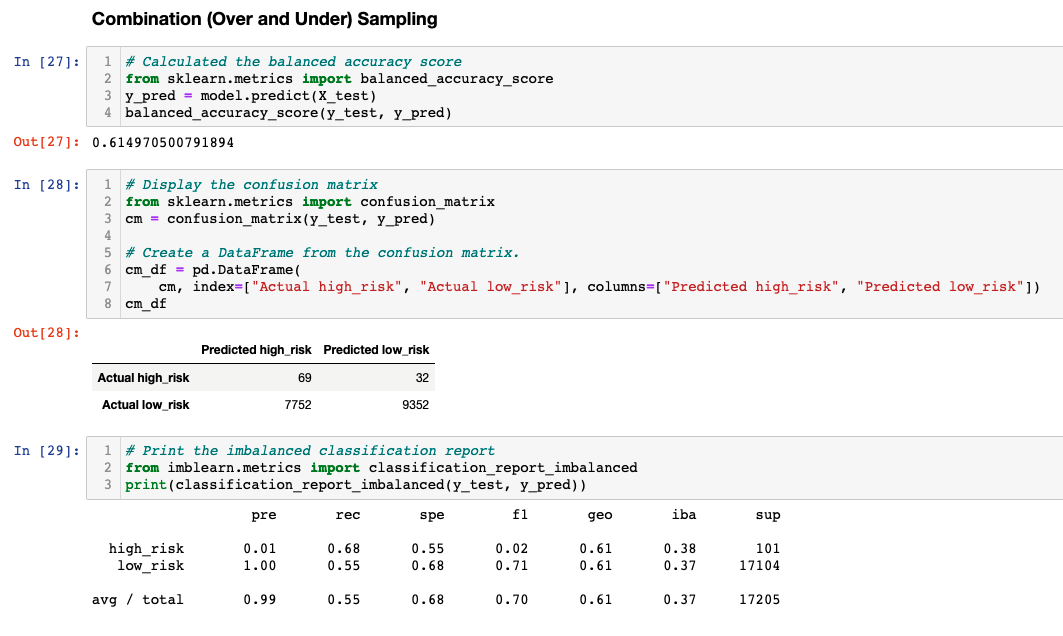 Combination (Over and Under) Sampling
In [27]:
1 # Calculated the balanced accuracy score
2 from sklearn.metrics import balanced_accuracy_score
3 y_pred = model.predict(X_test)
4 balanced_accuracy_score(y_test, y_pred)
Out[27]: 0.614970500791894
In [28]:
1 # Display the confusion matrix
2 from sklearn.metrics import confusion_matrix
3 cm = confusion_matrix(y_test, y_pred)
4
5 # Create a DataFrame from the confusion matrix.
6 cm_df = pd.DataFrame(
7     cm, index=["Actual high_risk", "Actual low_risk"], columns=["Predicted high_risk", "Predicted low_risk"])
8 cm_df
Out[28]:
Predicted high_risk Predicted low_risk
Actual high_risk 69 32
Actual low_risk 7752 9352
In [29]:
1 # Print the imbalanced classification report
2 from imblearn.metrics import classification_report_imbalanced
3 print(classification_report_imbalanced(y_test, y_pred))
pre rec spe f1 geo iba sup
high_risk 0.01 0.68 0.55 0.02 0.61 0.38 101
low_risk 1.00 0.55 0.68 0.71 0.61 0.37 17104
avg / total 0.99 0.55 0.68 0.70 0.61 0.37 17205